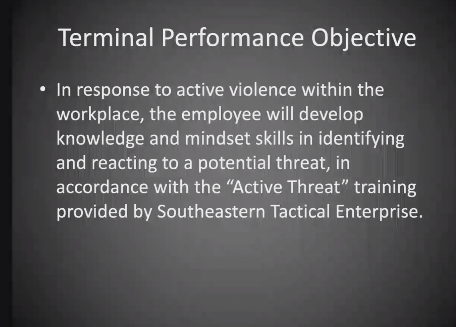 Terminal Performance Objective
• In response to active violence within the
workplace, the employee will develop
knowledge and mindset skills in identifying
and reacting to a potential threat, in
accordance with the “Active Threat” training
provided by Southeastern Tactical Enterprise.